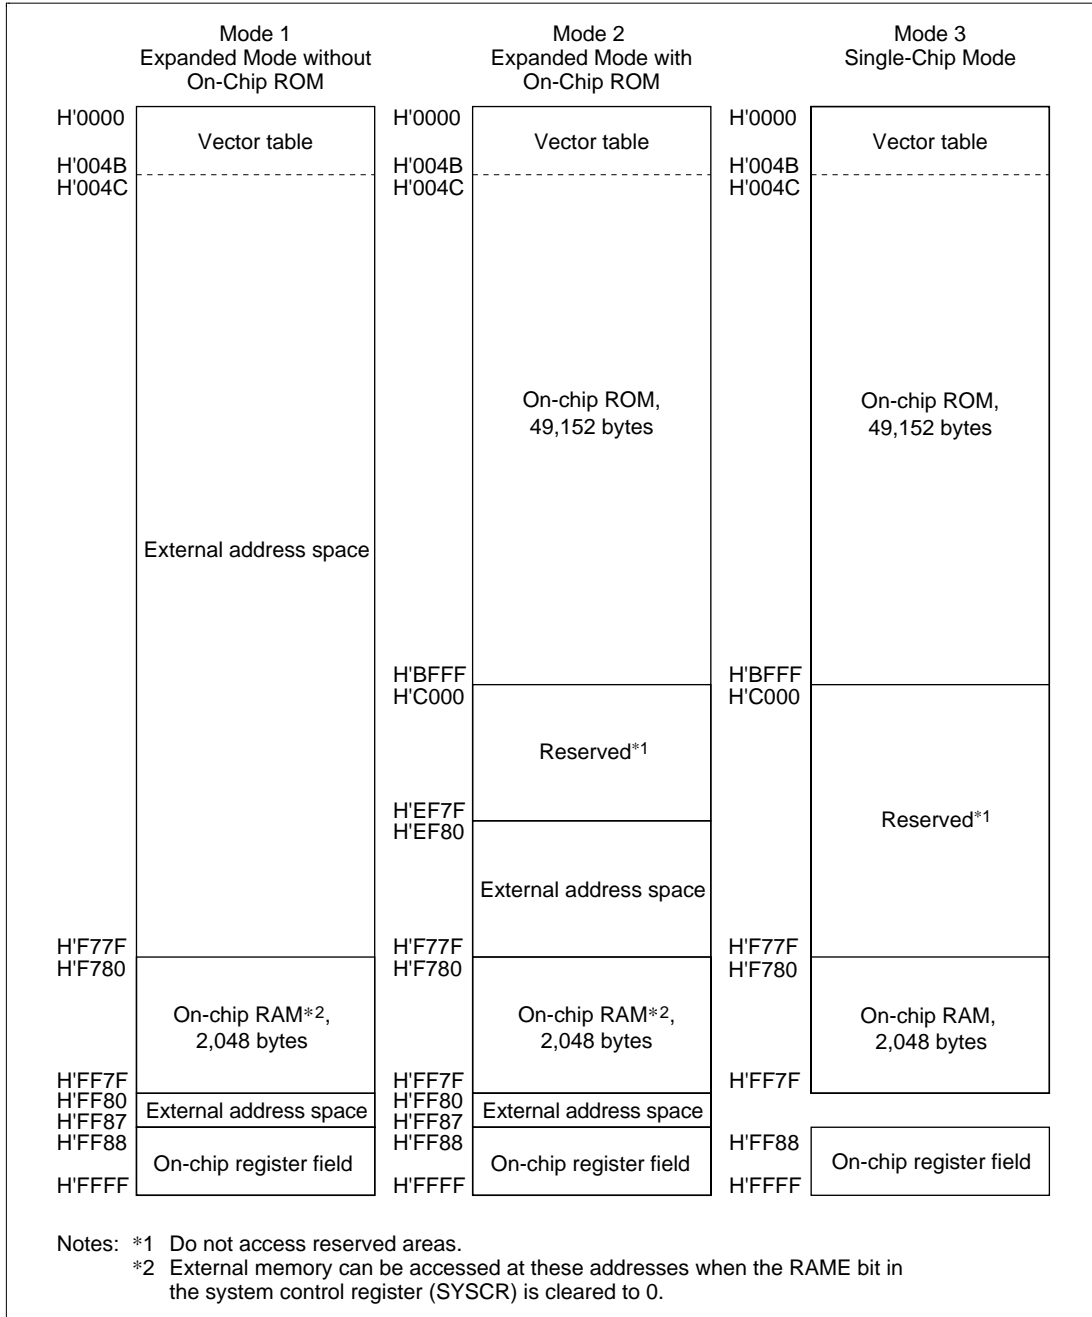 Mode 1
Expanded Mode without
On-Chip ROM
H'0000
Vector table
H'004B
H'004C
External address space
H'F77F
H'F780
On-chip RAM*2,
2,048 bytes
H'FF7F
H'FF80
External address space
H'FF87
H'FF88
On-chip register field
H'FFFF
Mode 2
Expanded Mode with
On-Chip ROM
H'0000
Vector table
H'004B
H'004C
On-chip ROM,
49,152 bytes
H'BFFF
H'C000
Reserved*1
H'EF7F
H'EF80
External address space
H'F77F
H'F780
On-chip RAM*2,
2,048 bytes
H'FF7F
H'FF80
External address space
H'FF87
H'FF88
On-chip register field
H'FFFF
Mode 3
Single-Chip Mode
H'0000
Vector table
H'004B
H'004C
On-chip ROM,
49,152 bytes
H'BFFF
H'C000
Reserved*1
H'F77F
H'F780
On-chip RAM,
2,048 bytes
H'FF7F
H'FF88
On-chip register field
H'FFFF
Notes: *1 Do not access reserved areas.
*2 External memory can be accessed at these addresses when the RAME bit in
the system control register (SYSCR) is cleared to 0.